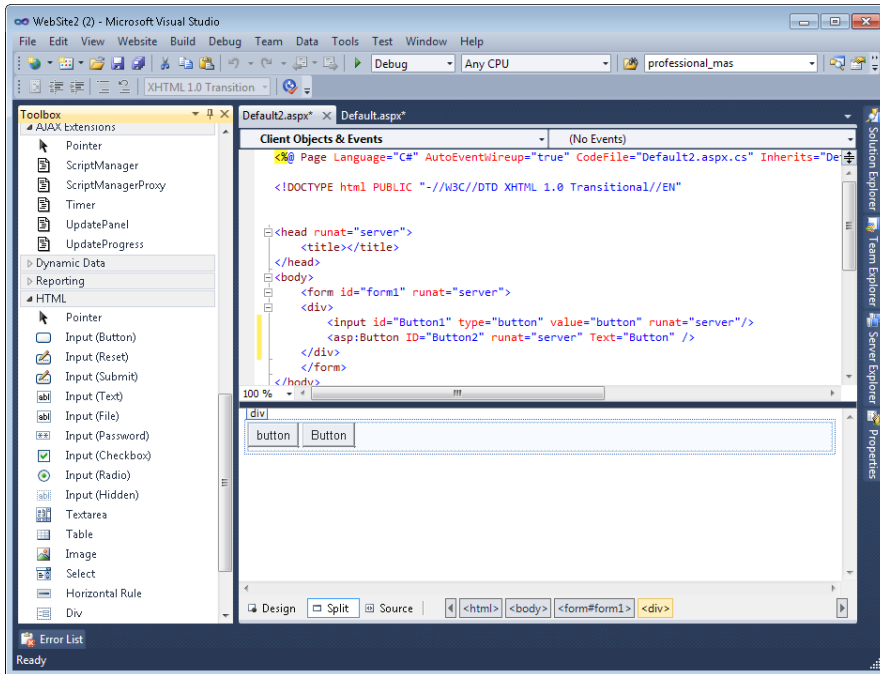 WebSite2 (2) - Microsoft Visual Studio
File Edit View Website Build Debug Team Data Tools Test Window Help
Debug Any CPU professional_mas
XHTML 1.0 Transition
Toolbox
AJAX Extensions
Pointer
ScriptManager
ScriptManagerProxy
Timer
UpdatePanel
UpdateProgress
Dynamic Data
Reporting
HTML
Pointer
Input (Button)
Input (Reset)
Input (Submit)
Input (Text)
Input (File)
Input (Password)
Input (Checkbox)
Input (Radio)
Input (Hidden)
Textarea
Table
Image
Select
Horizontal Rule
Div
Default2.aspx* Default.aspx*
Client Objects & Events (No Events)
<%@ Page Language="C#" AutoEventWireup="true" CodeFile="Default2.aspx.cs" Inherits="De
<!DOCTYPE html PUBLIC "-//W3C//DTD XHTML 1.0 Transitional//EN"
<head runat="server">
<title></title>
</head>
<body>
<form id="form1" runat="server">
<div>
<input id="Button1" type="button" value="button" runat="server"/>
<asp:Button ID="Button2" runat="server" Text="Button" />
</div>
</form>
</body>
100 %
div
button Button
Design Split Source <html> <body> <form#form1> <div>
Solution Explorer
Team Explorer
Server Explorer
Properties
Error List
Ready